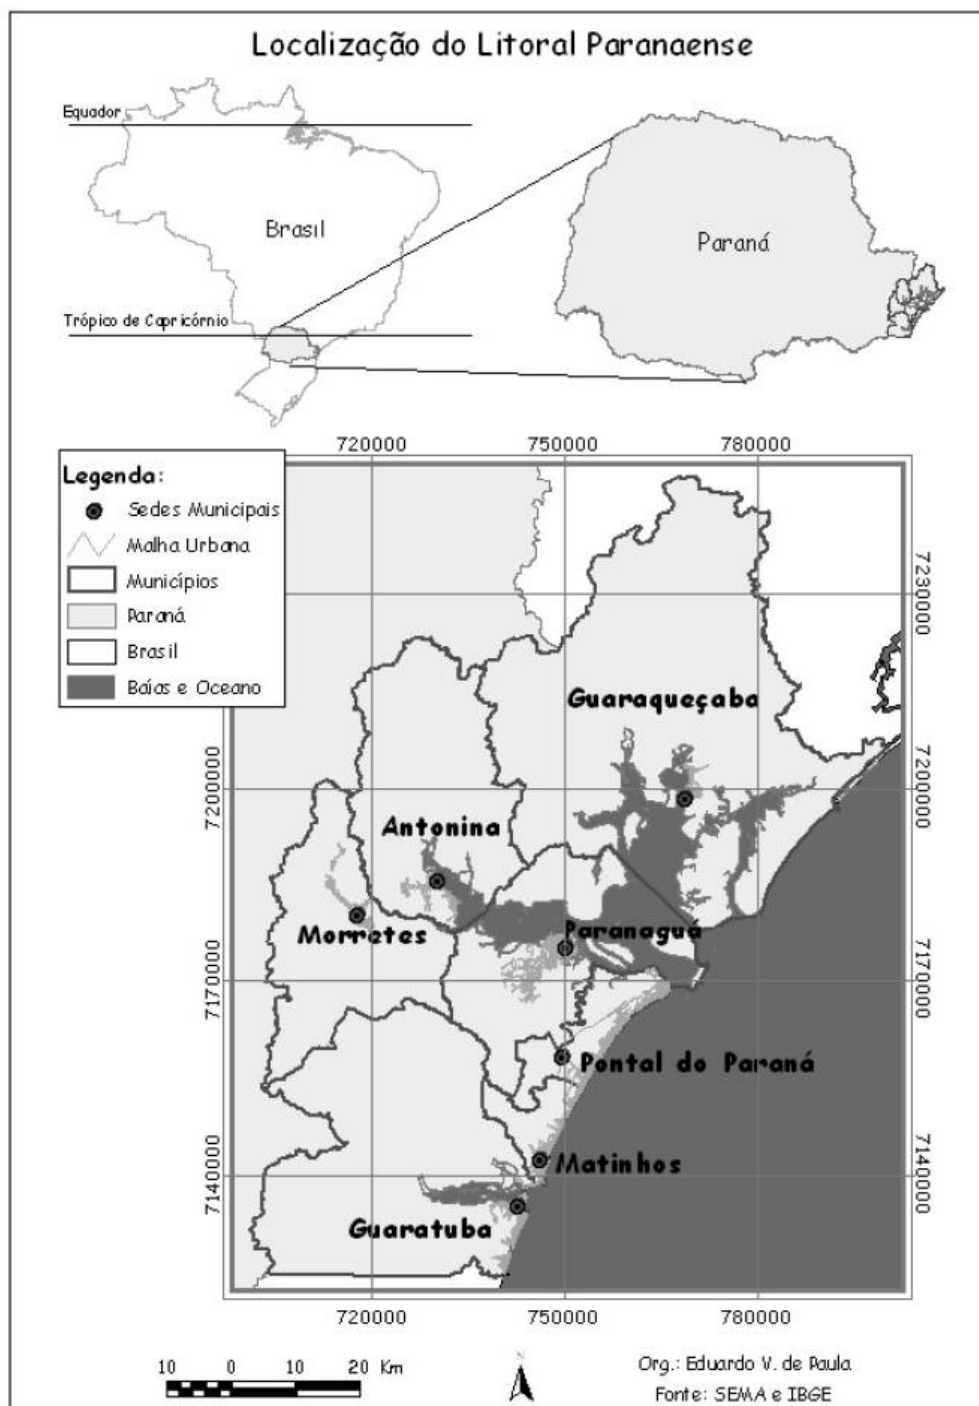 Localização do Litoral Paranaense
Equador
Brasil
Paraná
Trópico de Capricórnio
720000 750000 780000
Legenda:
Sedes Municipais
Malha Urbana
Municípios
Paraná
Brasil
Baías e Oceano
7230000 7230000
Guaraqueçaba
7200000 7200000
Antonina
Morretes
Paranaguá
7170000 7170000
Pontal do Paraná
Matinhos
7140000 7140000
Guaratuba
720000 750000 780000
10 0 10 20 Km
N
Org.: Eduardo V. de Paula
Fonte: SEMA e IBGE